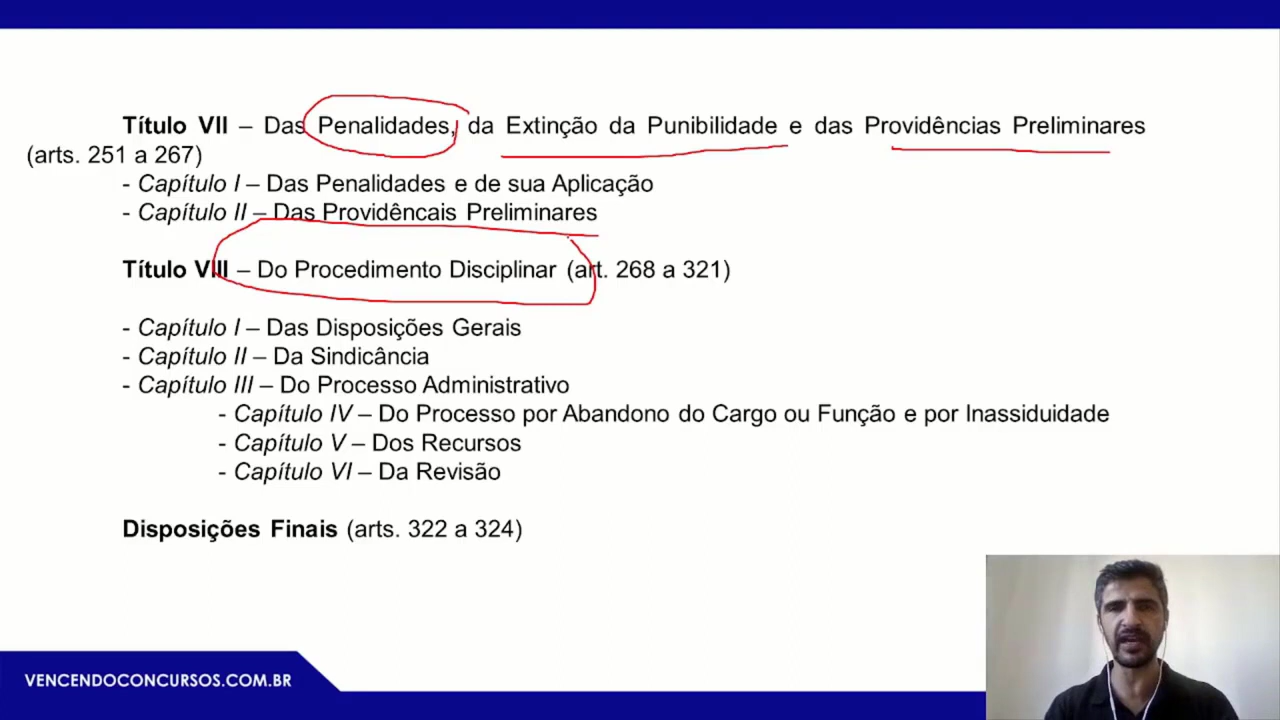 Título VII – Das Penalidades, da Extinção da Punibilidade e das Providências Preliminares
(arts. 251 a 267)
- Capítulo I – Das Penalidades e de sua Aplicação
- Capítulo II – Das Providêncais Preliminares
Título VIII – Do Procedimento Disciplinar (art. 268 a 321)
- Capítulo I – Das Disposições Gerais
- Capítulo II – Da Sindicância
- Capítulo III – Do Processo Administrativo
- Capítulo IV – Do Processo por Abandono do Cargo ou Função e por Inassiduidade
- Capítulo V – Dos Recursos
- Capítulo VI – Da Revisão
Disposições Finais (arts. 322 a 324)
VENCENDOCONCURSOS.COM.BR